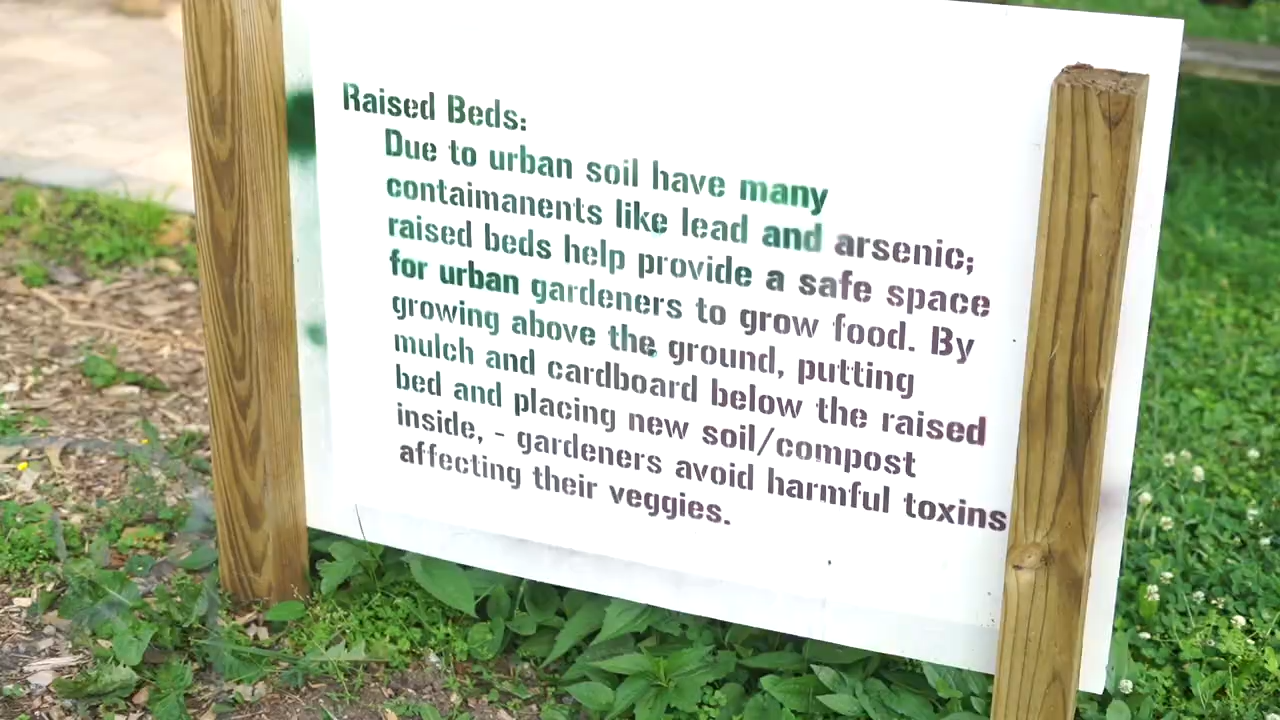 Raised Beds:
Due to urban soil have many
contaimanents like lead and arsenic;
raised beds help provide a safe space
for urban gardeners to grow food. By
growing above the ground, putting
mulch and cardboard below the raised
bed and placing new soil/compost
inside, - gardeners avoid harmful toxins
affecting their veggies.